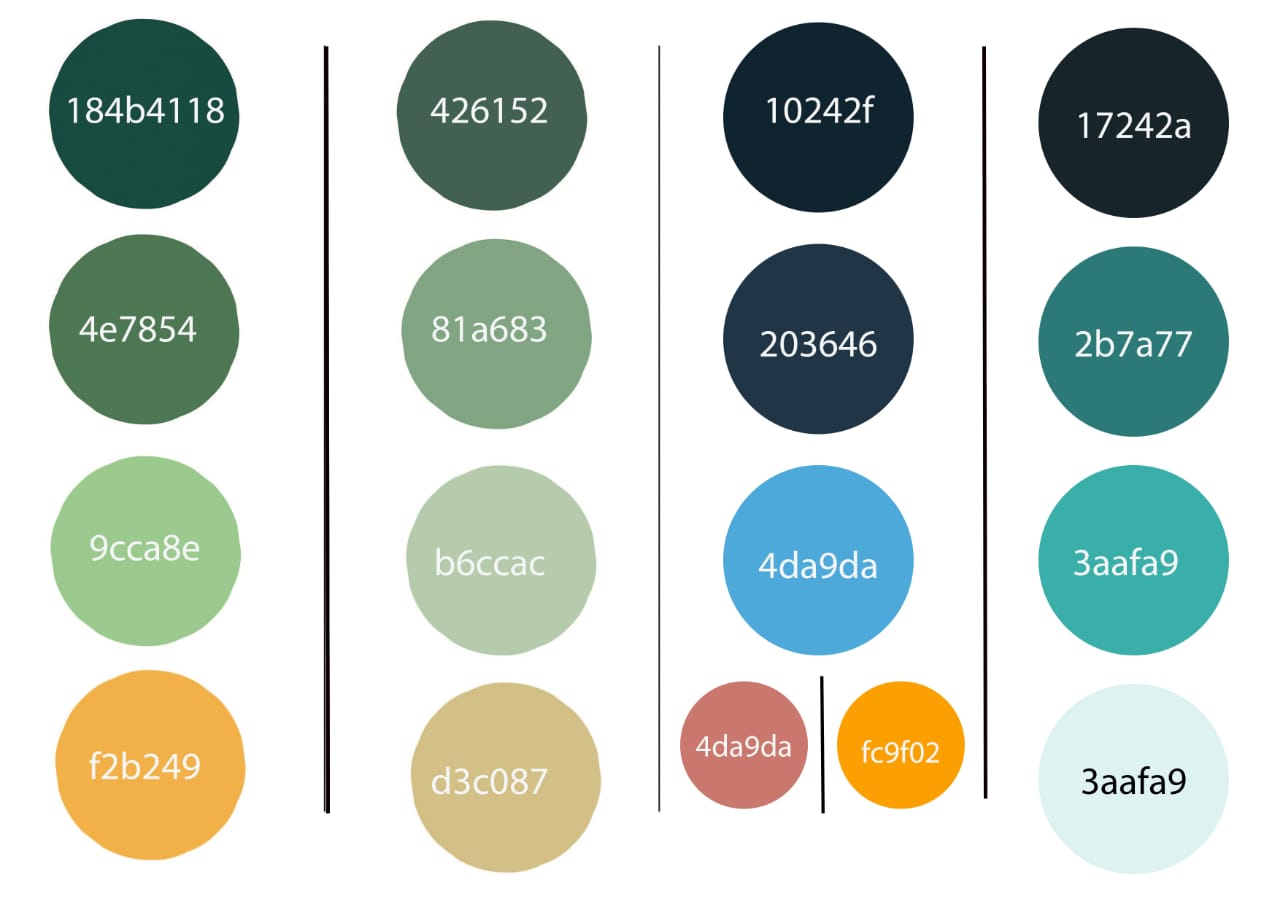 184b4118
4e7854
9cca8e
f2b249
426152
81a683
b6ccac
d3c087
10242f
203646
4da9da
4da9da
fc9f02
17242a
2b7a77
3aafa9
3aafa9